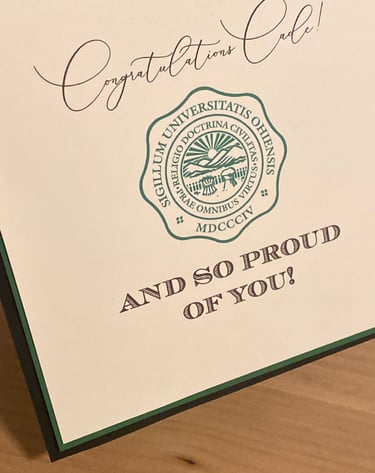 Congratulations Cade!
SIGILLUM UNIVERSITATIS OHIENSIS
RELIGIO DOCTRINA CIVILITAS
PRAE OMNIBUS VIRTUS
MDCCCIV
AND SO PROUD
OF YOU!